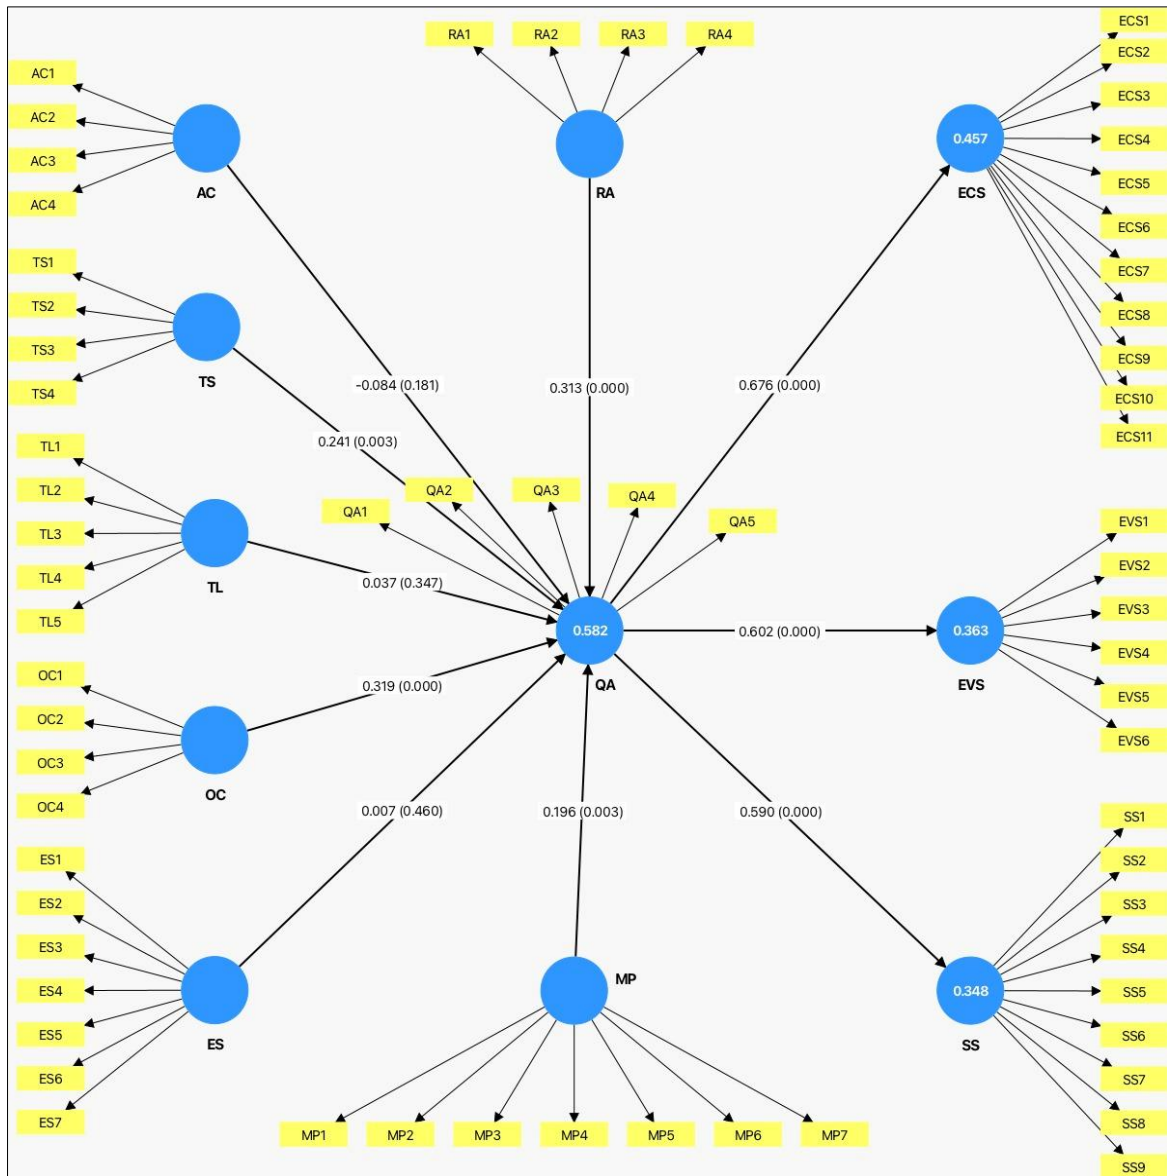 RA1
RA2
RA3
RA4
RA
AC1
AC2
AC3
AC4
AC
TS1
TS2
TS3
TS4
TS
TL1
TL2
TL3
TL4
TL5
TL
OC1
OC2
OC3
OC4
OC
ES1
ES2
ES3
ES4
ES5
ES6
ES7
ES
-0.084 (0.181)
0.241 (0.003)
0.037 (0.347)
0.319 (0.000)
0.007 (0.460)
0.313 (0.000)
0.196 (0.003)
QA1
QA2
QA3
QA4
QA5
0.582
QA
MP
MP1
MP2
MP3
MP4
MP5
MP6
MP7
0.676 (0.000)
0.602 (0.000)
0.590 (0.000)
0.457
ECS
ECS1
ECS2
ECS3
ECS4
ECS5
ECS6
ECS7
ECS8
ECS9
ECS10
ECS11
0.363
EVS
EVS1
EVS2
EVS3
EVS4
EVS5
EVS6
0.348
SS
SS1
SS2
SS3
SS4
SS5
SS6
SS7
SS8
SS9